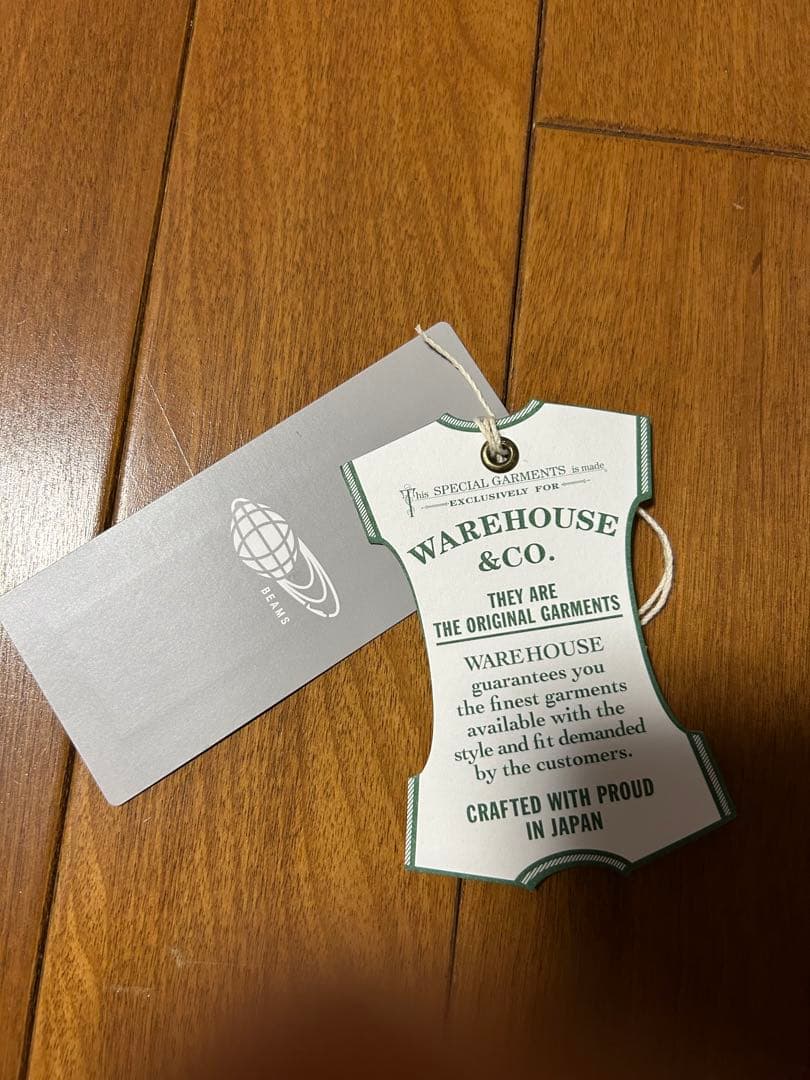 BEAMS
This SPECIAL GARMENTS is made
EXCLUSIVELY FOR
WAREHOUSE
&CO.
THEY ARE
THE ORIGINAL GARMENTS
WAREHOUSE
guarantees you
the finest garments
available with the
style and fit demanded
by the customers.
CRAFTED WITH PROUD
IN JAPAN